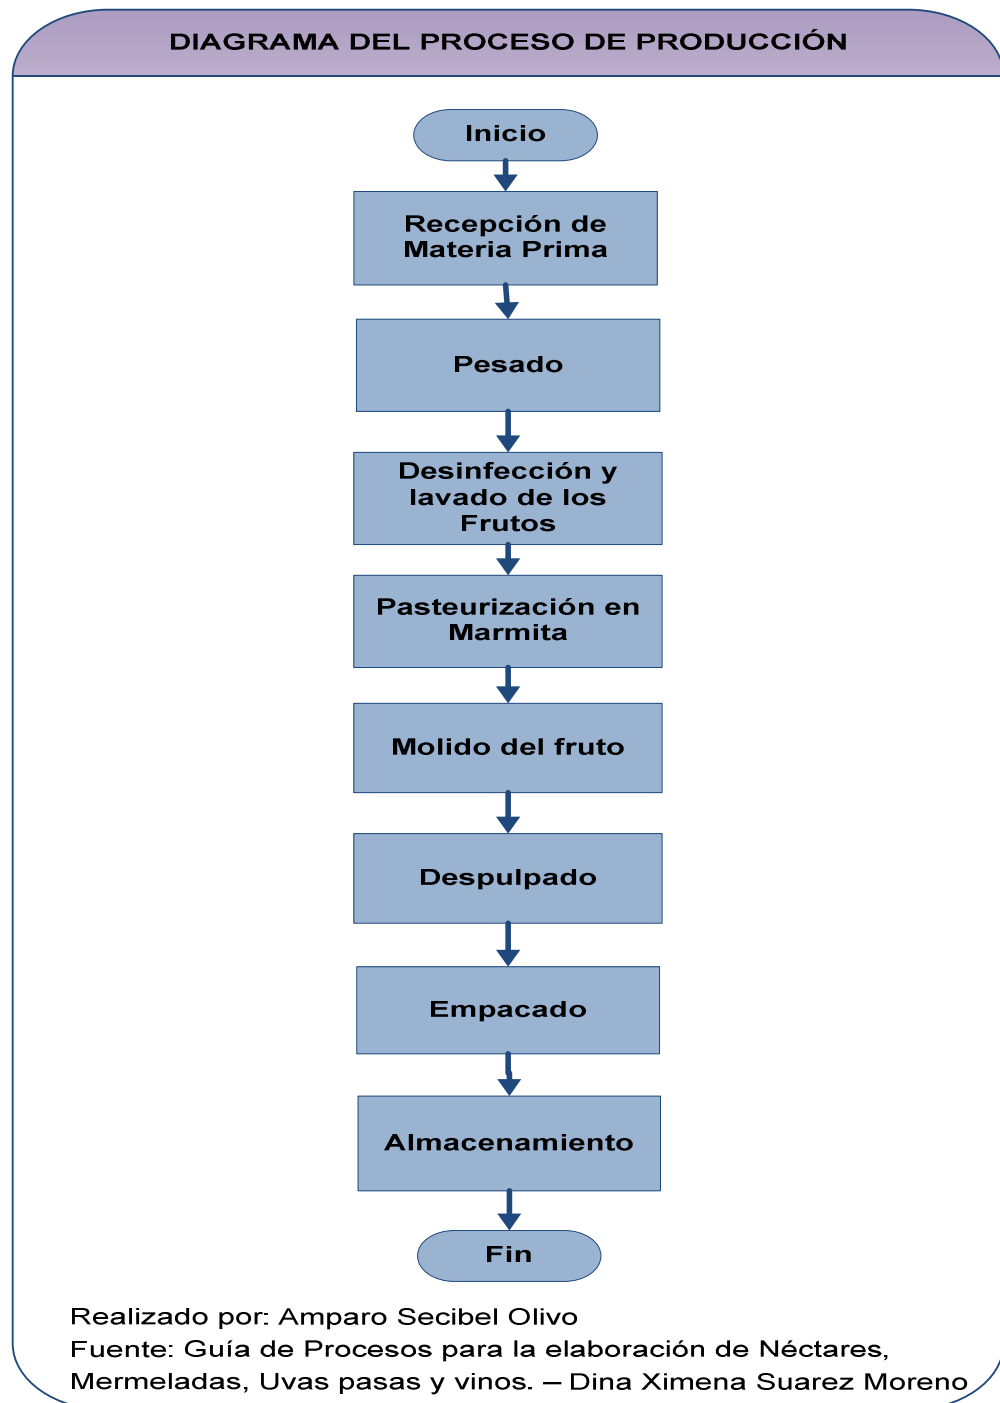 DIAGRAMA DEL PROCESO DE PRODUCCIÓN
Inicio
Recepción de
Materia Prima
Pesado
Desinfección y
lavado de los
Frutos
Pasteurización en
Marmita
Molido del fruto
Despulpado
Empacado
Almacenamiento
Fin
Realizado por: Amparo Secibel Olivo
Fuente: Guía de Procesos para la elaboración de Néctares,
Mermeladas, Uvas pasas y vinos. – Dina Ximena Suarez Moreno